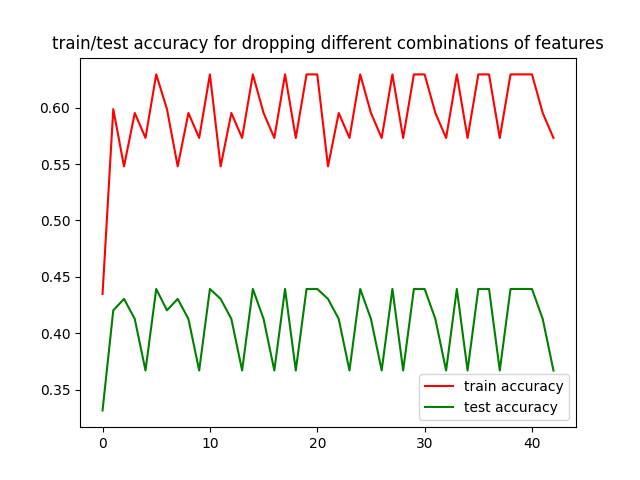 train/test accuracy for dropping different combinations of features
0.60
0.55
0.50
0.45
0.40
0.35
train accuracy
test accuracy
0 10 20 30 40